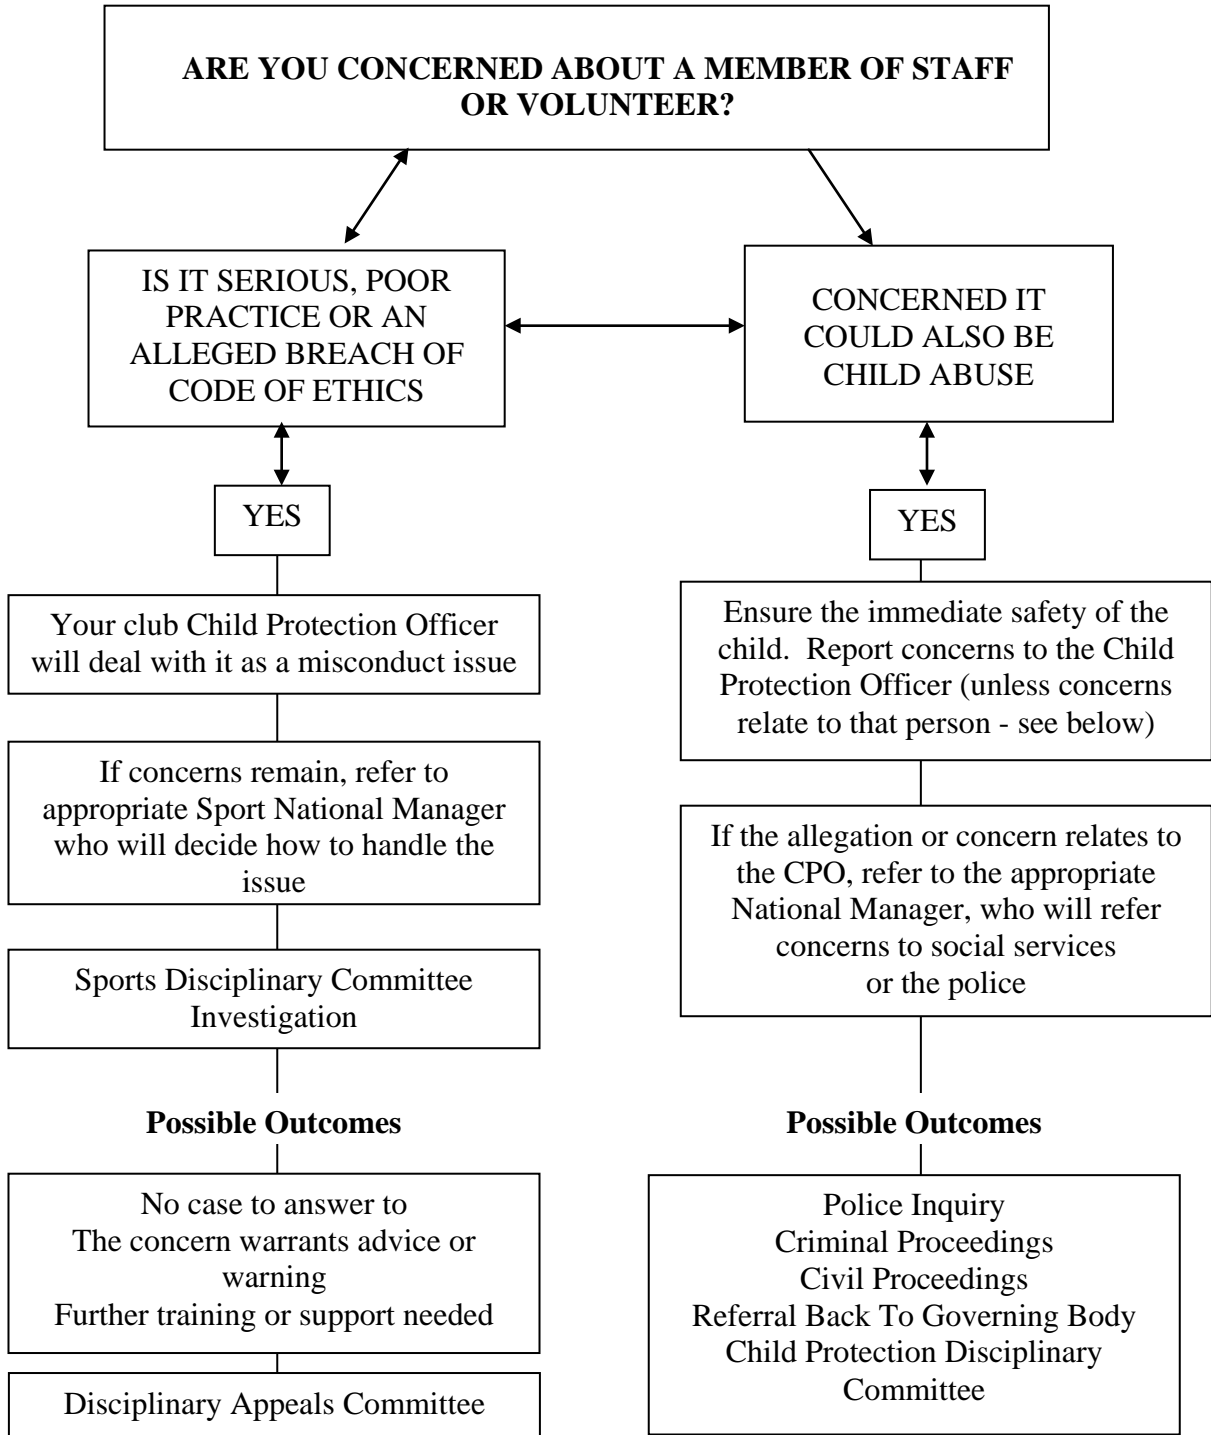 ARE YOU CONCERNED ABOUT A MEMBER OF STAFF
OR VOLUNTEER?
IS IT SERIOUS, POOR
PRACTICE OR AN
ALLEGED BREACH OF
CODE OF ETHICS
CONCERNED IT
COULD ALSO BE
CHILD ABUSE
YES
YES
Your club Child Protection Officer
will deal with it as a misconduct issue
If concerns remain, refer to
appropriate Sport National Manager
who will decide how to handle the
issue
Sports Disciplinary Committee
Investigation
Possible Outcomes
No case to answer to
The concern warrants advice or
warning
Further training or support needed
Disciplinary Appeals Committee
Ensure the immediate safety of the
child.  Report concerns to the Child
Protection Officer (unless concerns
relate to that person - see below)
If the allegation or concern relates to
the CPO, refer to the appropriate
National Manager, who will refer
concerns to social services
or the police
Possible Outcomes
Police Inquiry
Criminal Proceedings
Civil Proceedings
Referral Back To Governing Body
Child Protection Disciplinary
Committee